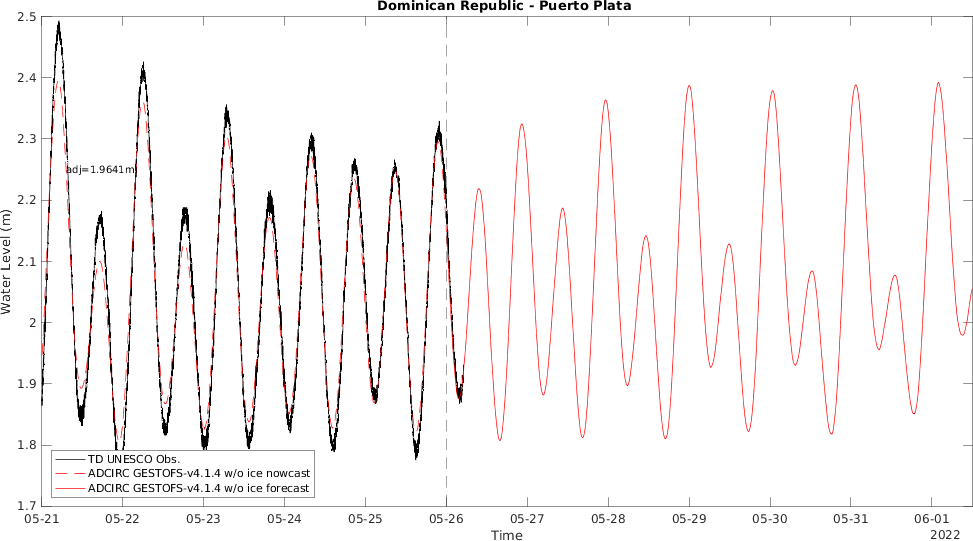 Dominican Republic - Puerto Plata
2.5
2.4
2.3
2.2
2.1
2
1.9
1.8
1.7
Water Level (m)
adj=1.9641m
TD UNESCO Obs.
ADCIRC GESTOFS-v4.1.4 w/o ice nowcast
ADCIRC GESTOFS-v4.1.4 w/o ice forecast
05-21 05-22 05-23 05-24 05-25 05-26 05-27 05-28 05-29 05-30 05-31 06-01
Time
2022